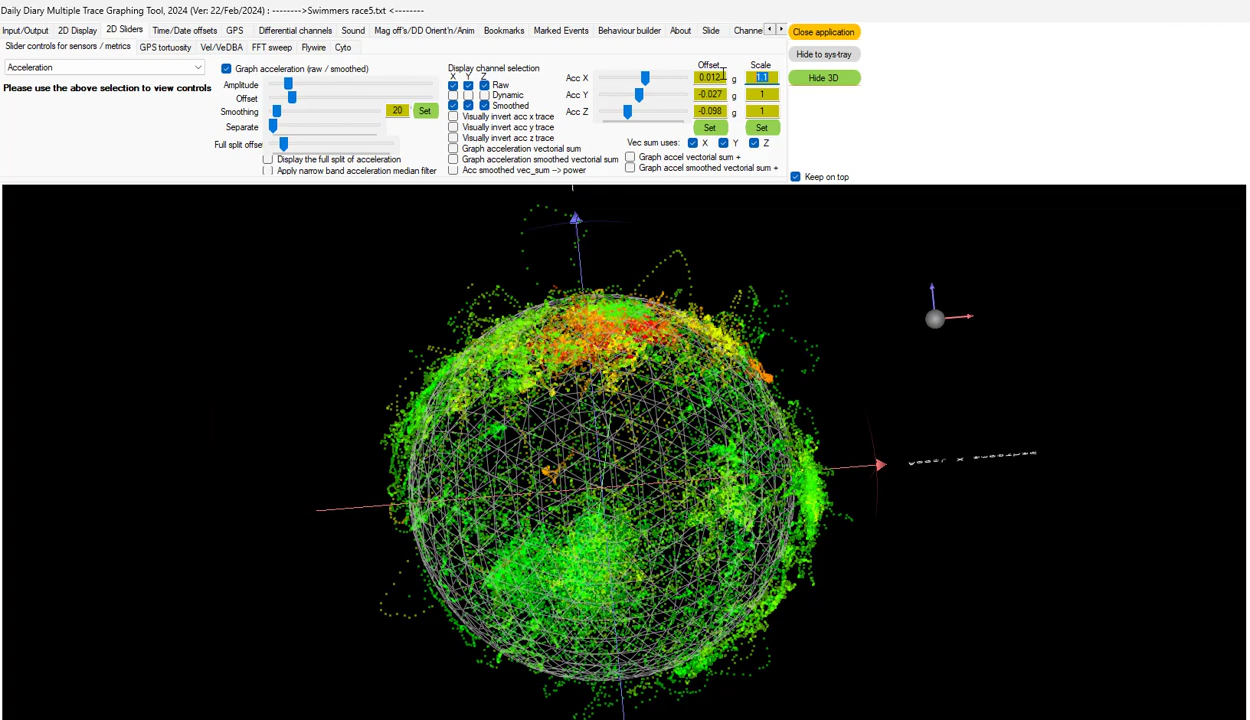 Daily Diary Multiple Trace Graphing Tool, 2024 (Ver: 22/Feb/2024) : -------->Swimmers race5.txt <--------
Input/Output 2D Display 2D Sliders Time/Date offsets GPS Differential channels Sound Mag off's/DD Orient'n/Anim Bookmarks Marked Events Behaviour builder About Slide Channe
Close application
Slider controls for sensors / metrics GPS tortuosity Vel/VeDBA FFT sweep Flywire Cyto
Hide to sys-tray
Hide 3D
Acceleration
Please use the above selection to view controls
Graph acceleration (raw / smoothed)
Amplitude
Offset
Smoothing 20 Set
Separate
Full split offset
Display the full split of acceleration
Apply narrow band acceleration median filter
Display channel selection
X Y Z
Raw
Dynamic
Smoothed
Visually invert acc x trace
Visually invert acc y trace
Visually invert acc z trace
Graph acceleration vectorial sum
Graph acceleration smoothed vectorial sum
Acc smoothed vec_sum --> power
Offset Scale
Acc X 0.012 g 1.1
Acc Y -0.027 g 1
Acc Z -0.098 g 1
Set Set
Vec sum uses: X Y Z
Graph accel vectorial sum +
Graph accel smoothed vectorial sum +
Keep on top